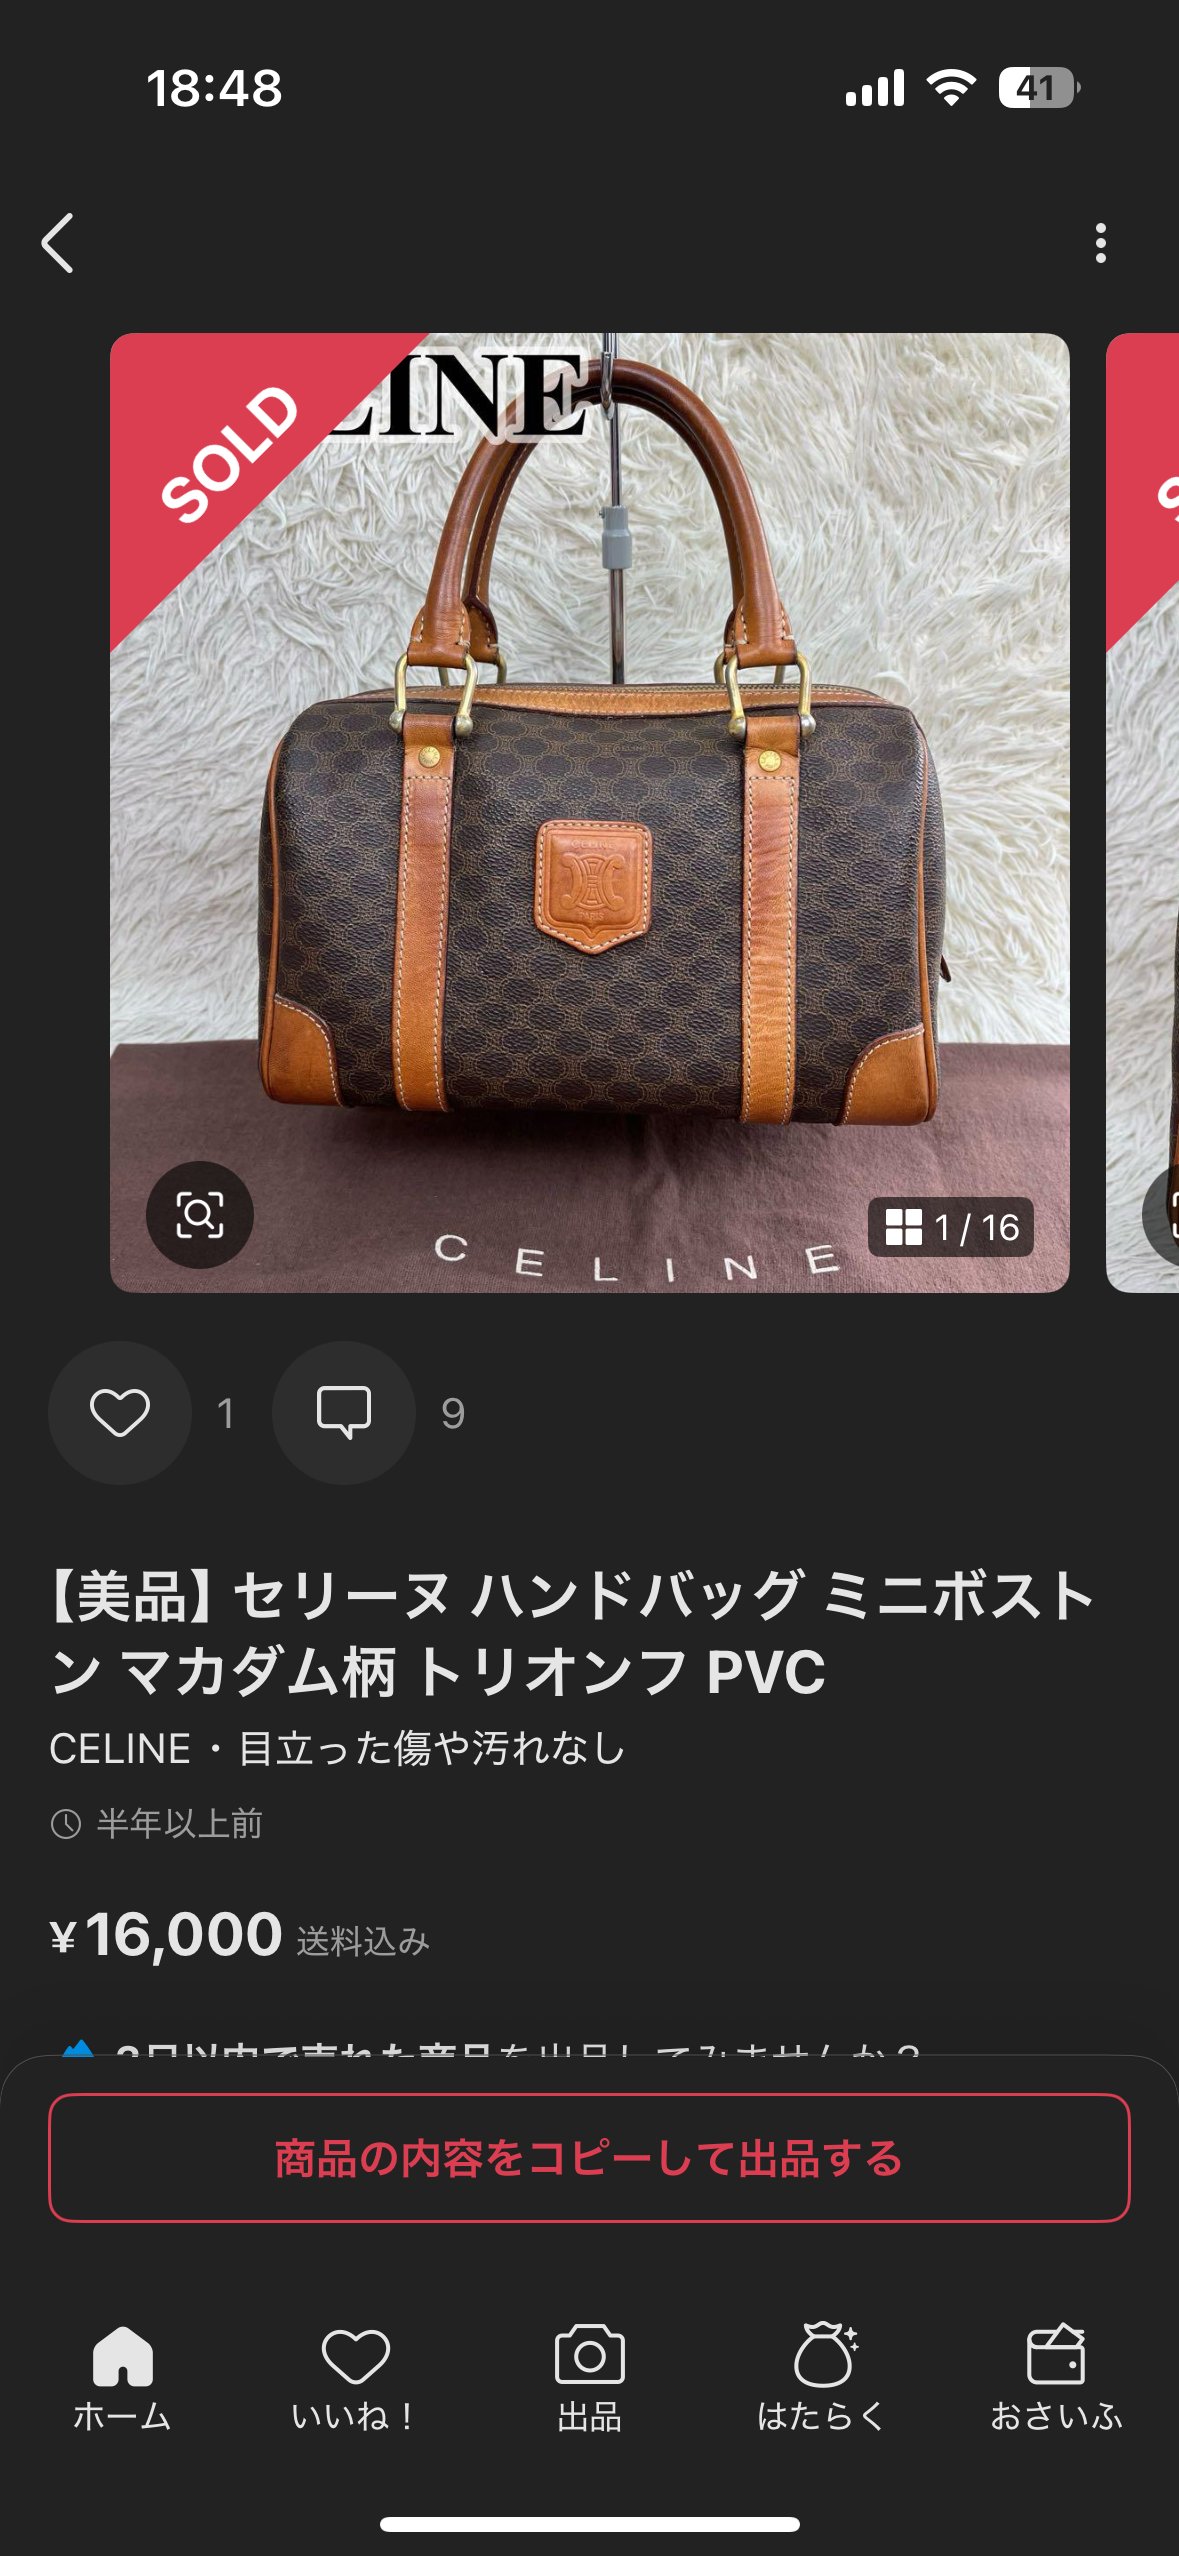 18:48
41
SOLD
LINE
CELINE
PARIS
CELINE
1 / 16
1
9
【美品】セリーヌ ハンドバッグ ミニボスト
ン マカダム柄 トリオンフ PVC
CELINE・目立った傷や汚れなし
半年以上前
¥16,000 送料込み
商品の内容をコピーして出品する
ホーム
いいね！
出品
はたらく
おさいふ